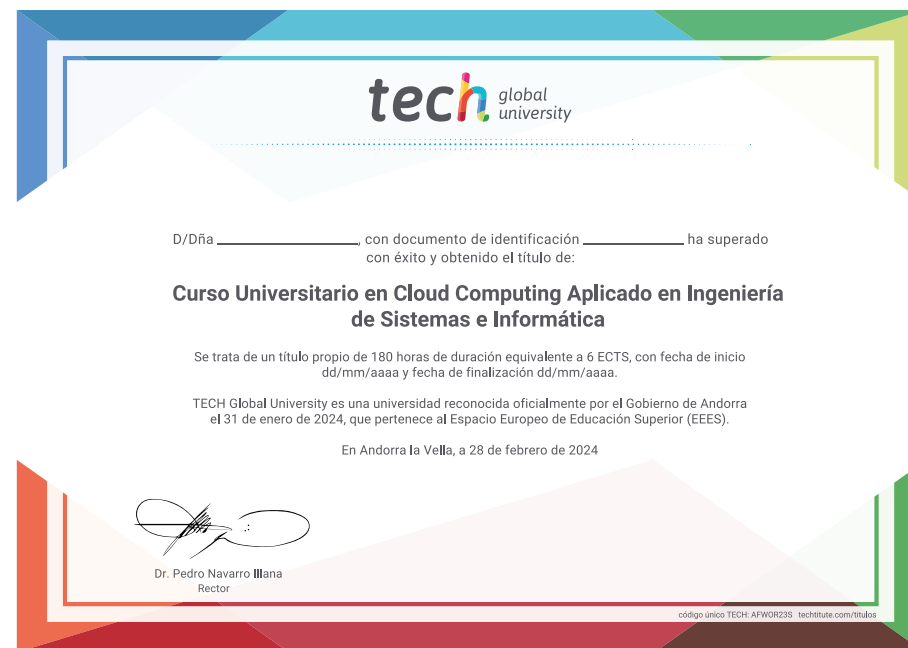 tech global university
D/Dña ____________________, con documento de identificación ______________ ha superado
con éxito y obtenido el título de:
Curso Universitario en Cloud Computing Aplicado en Ingeniería
de Sistemas e Informática
Se trata de un título propio de 180 horas de duración equivalente a 6 ECTS, con fecha de inicio
dd/mm/aaaa y fecha de finalización dd/mm/aaaa.
TECH Global University es una universidad reconocida oficialmente por el Gobierno de Andorra
el 31 de enero de 2024, que pertenece al Espacio Europeo de Educación Superior (EEES).
En Andorra la Vella, a 28 de febrero de 2024
Dr. Pedro Navarro Illana
Rector
código único TECH: AFWOR23S techtitute.com/titulos